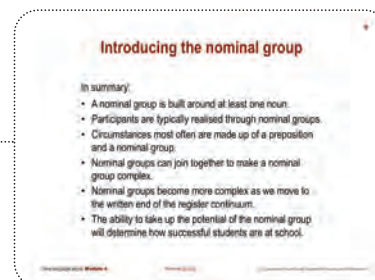 Introducing the nominal group
In summary:
• A nominal group is built around at least one noun.
• Participants are typically realised through nominal groups.
• Circumstances most often are made up of a preposition
and a nominal group.
• Nominal groups can join together to make a nominal
group complex.
• Nominal groups become more complex as we move to
the written end of the register continuum.
• The ability to take up the potential of the nominal group
will determine how successful students are at school.
Module 4